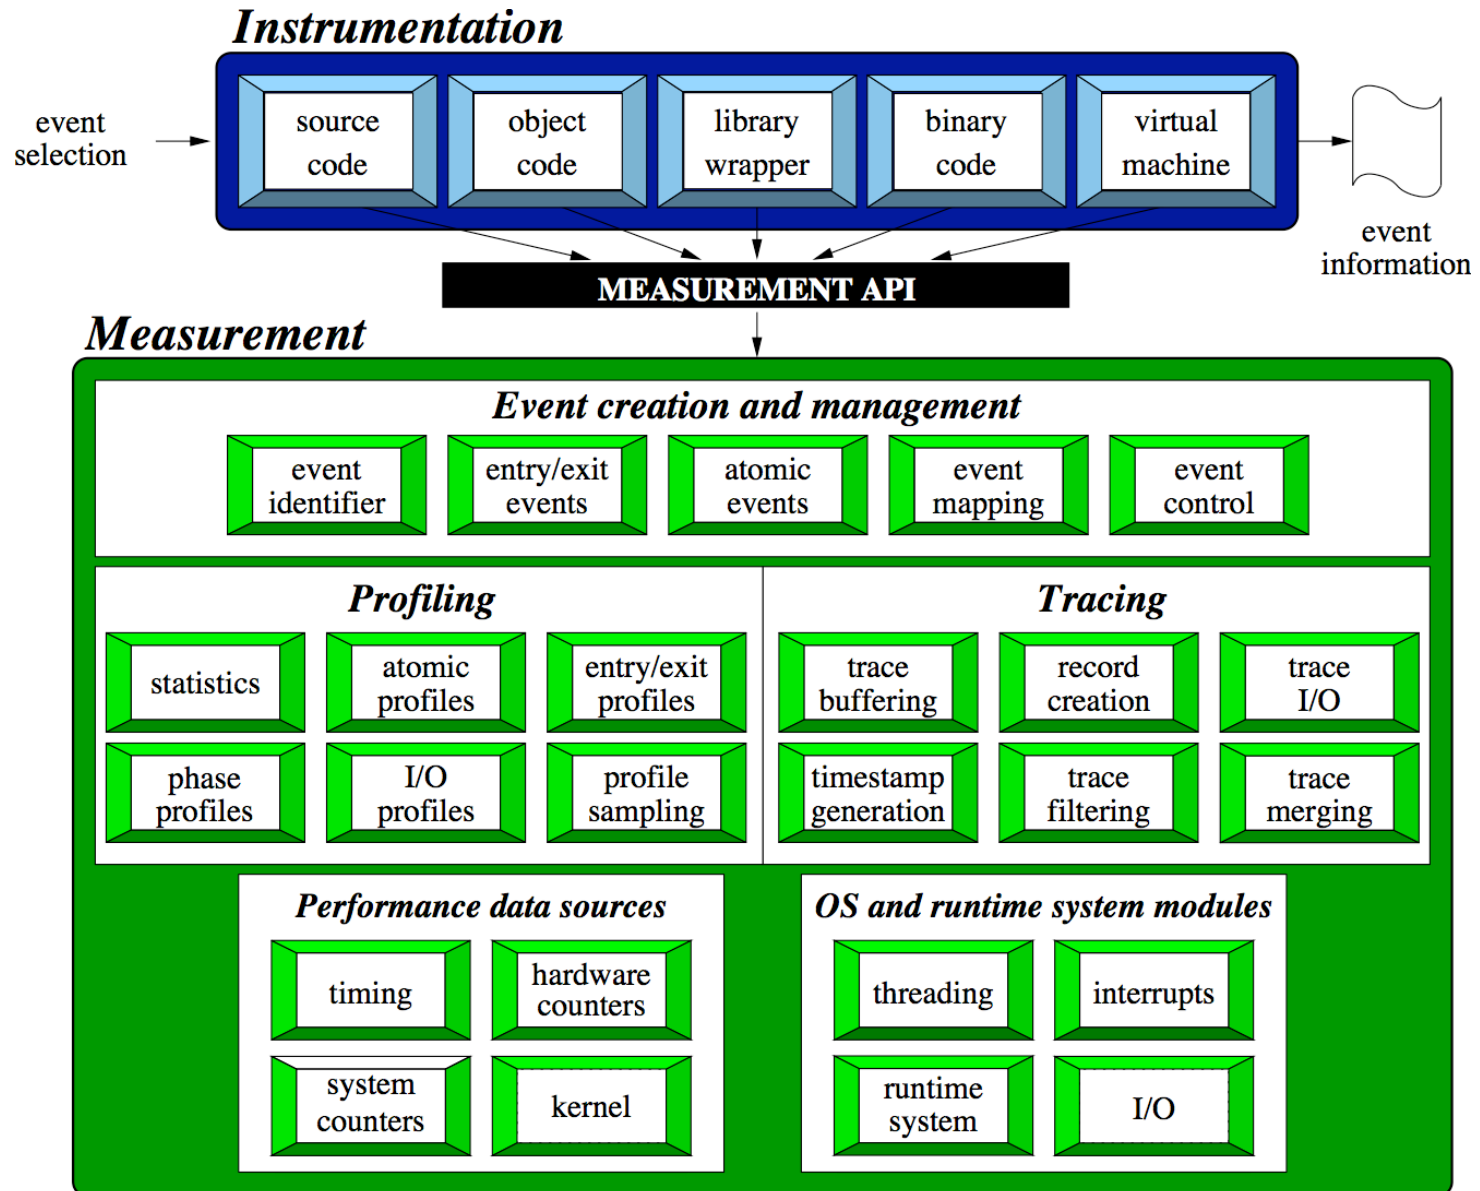 Instrumentation
event
selection
source
code
object
code
library
wrapper
binary
code
virtual
machine
event
information
MEASUREMENT API
Measurement
Event creation and management
event
identifier
entry/exit
events
atomic
events
event
mapping
event
control
Profiling
statistics
atomic
profiles
entry/exit
profiles
phase
profiles
I/O
profiles
profile
sampling
Tracing
trace
buffering
record
creation
trace
I/O
timestamp
generation
trace
filtering
trace
merging
Performance data sources
timing
hardware
counters
system
counters
kernel
OS and runtime system modules
threading
interrupts
runtime
system
I/O